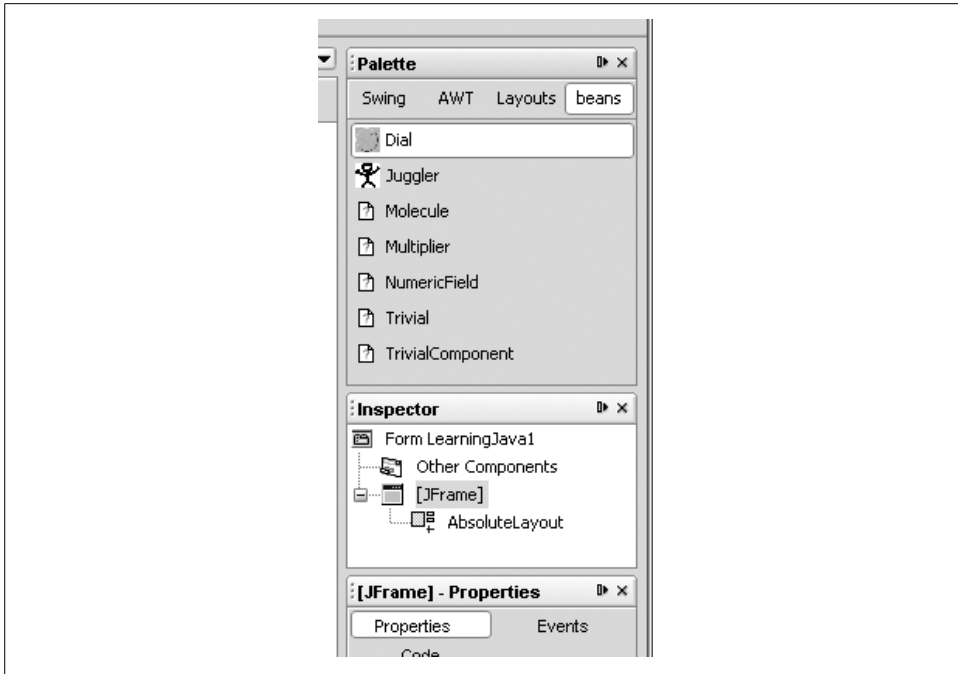 Palette
Swing AWT Layouts beans
Dial
Juggler
Molecule
Multiplier
NumericField
Trivial
TrivialComponent
Inspector
Form LearningJava1
Other Components
[JFrame]
AbsoluteLayout
[JFrame] - Properties
Properties Events
Code